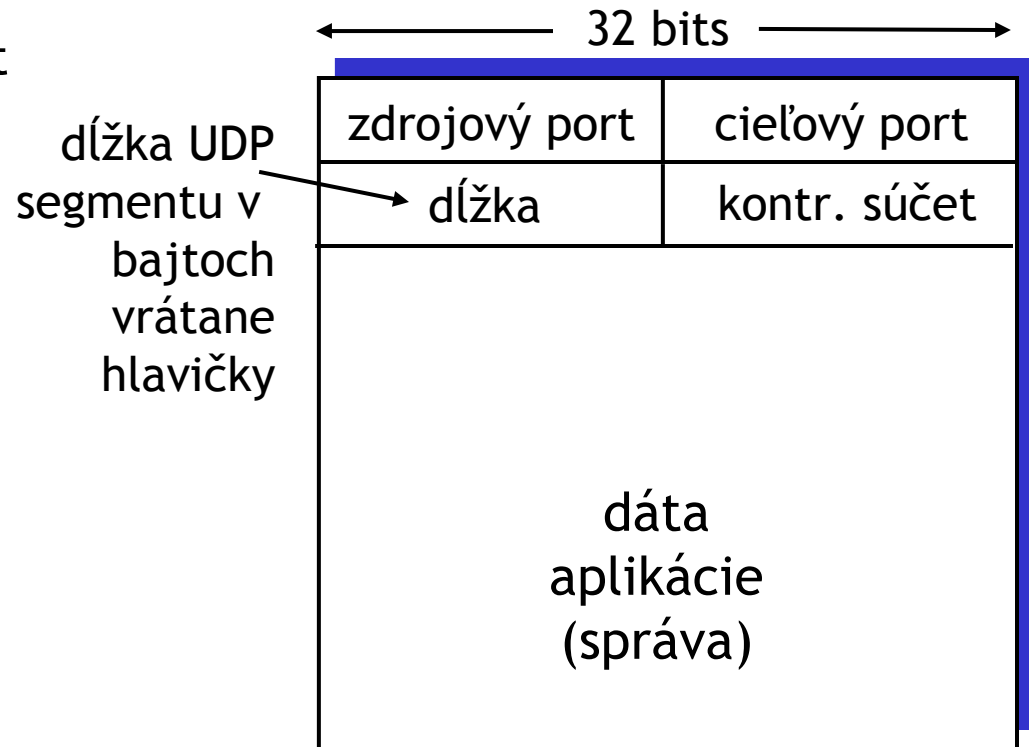 32 bits
t
dĺžka UDP
segmentu v
bajtoch
vrátane
hlavičky
zdrojový port
cieľový port
dĺžka
kontr. súčet
dáta
aplikácie
(správa)